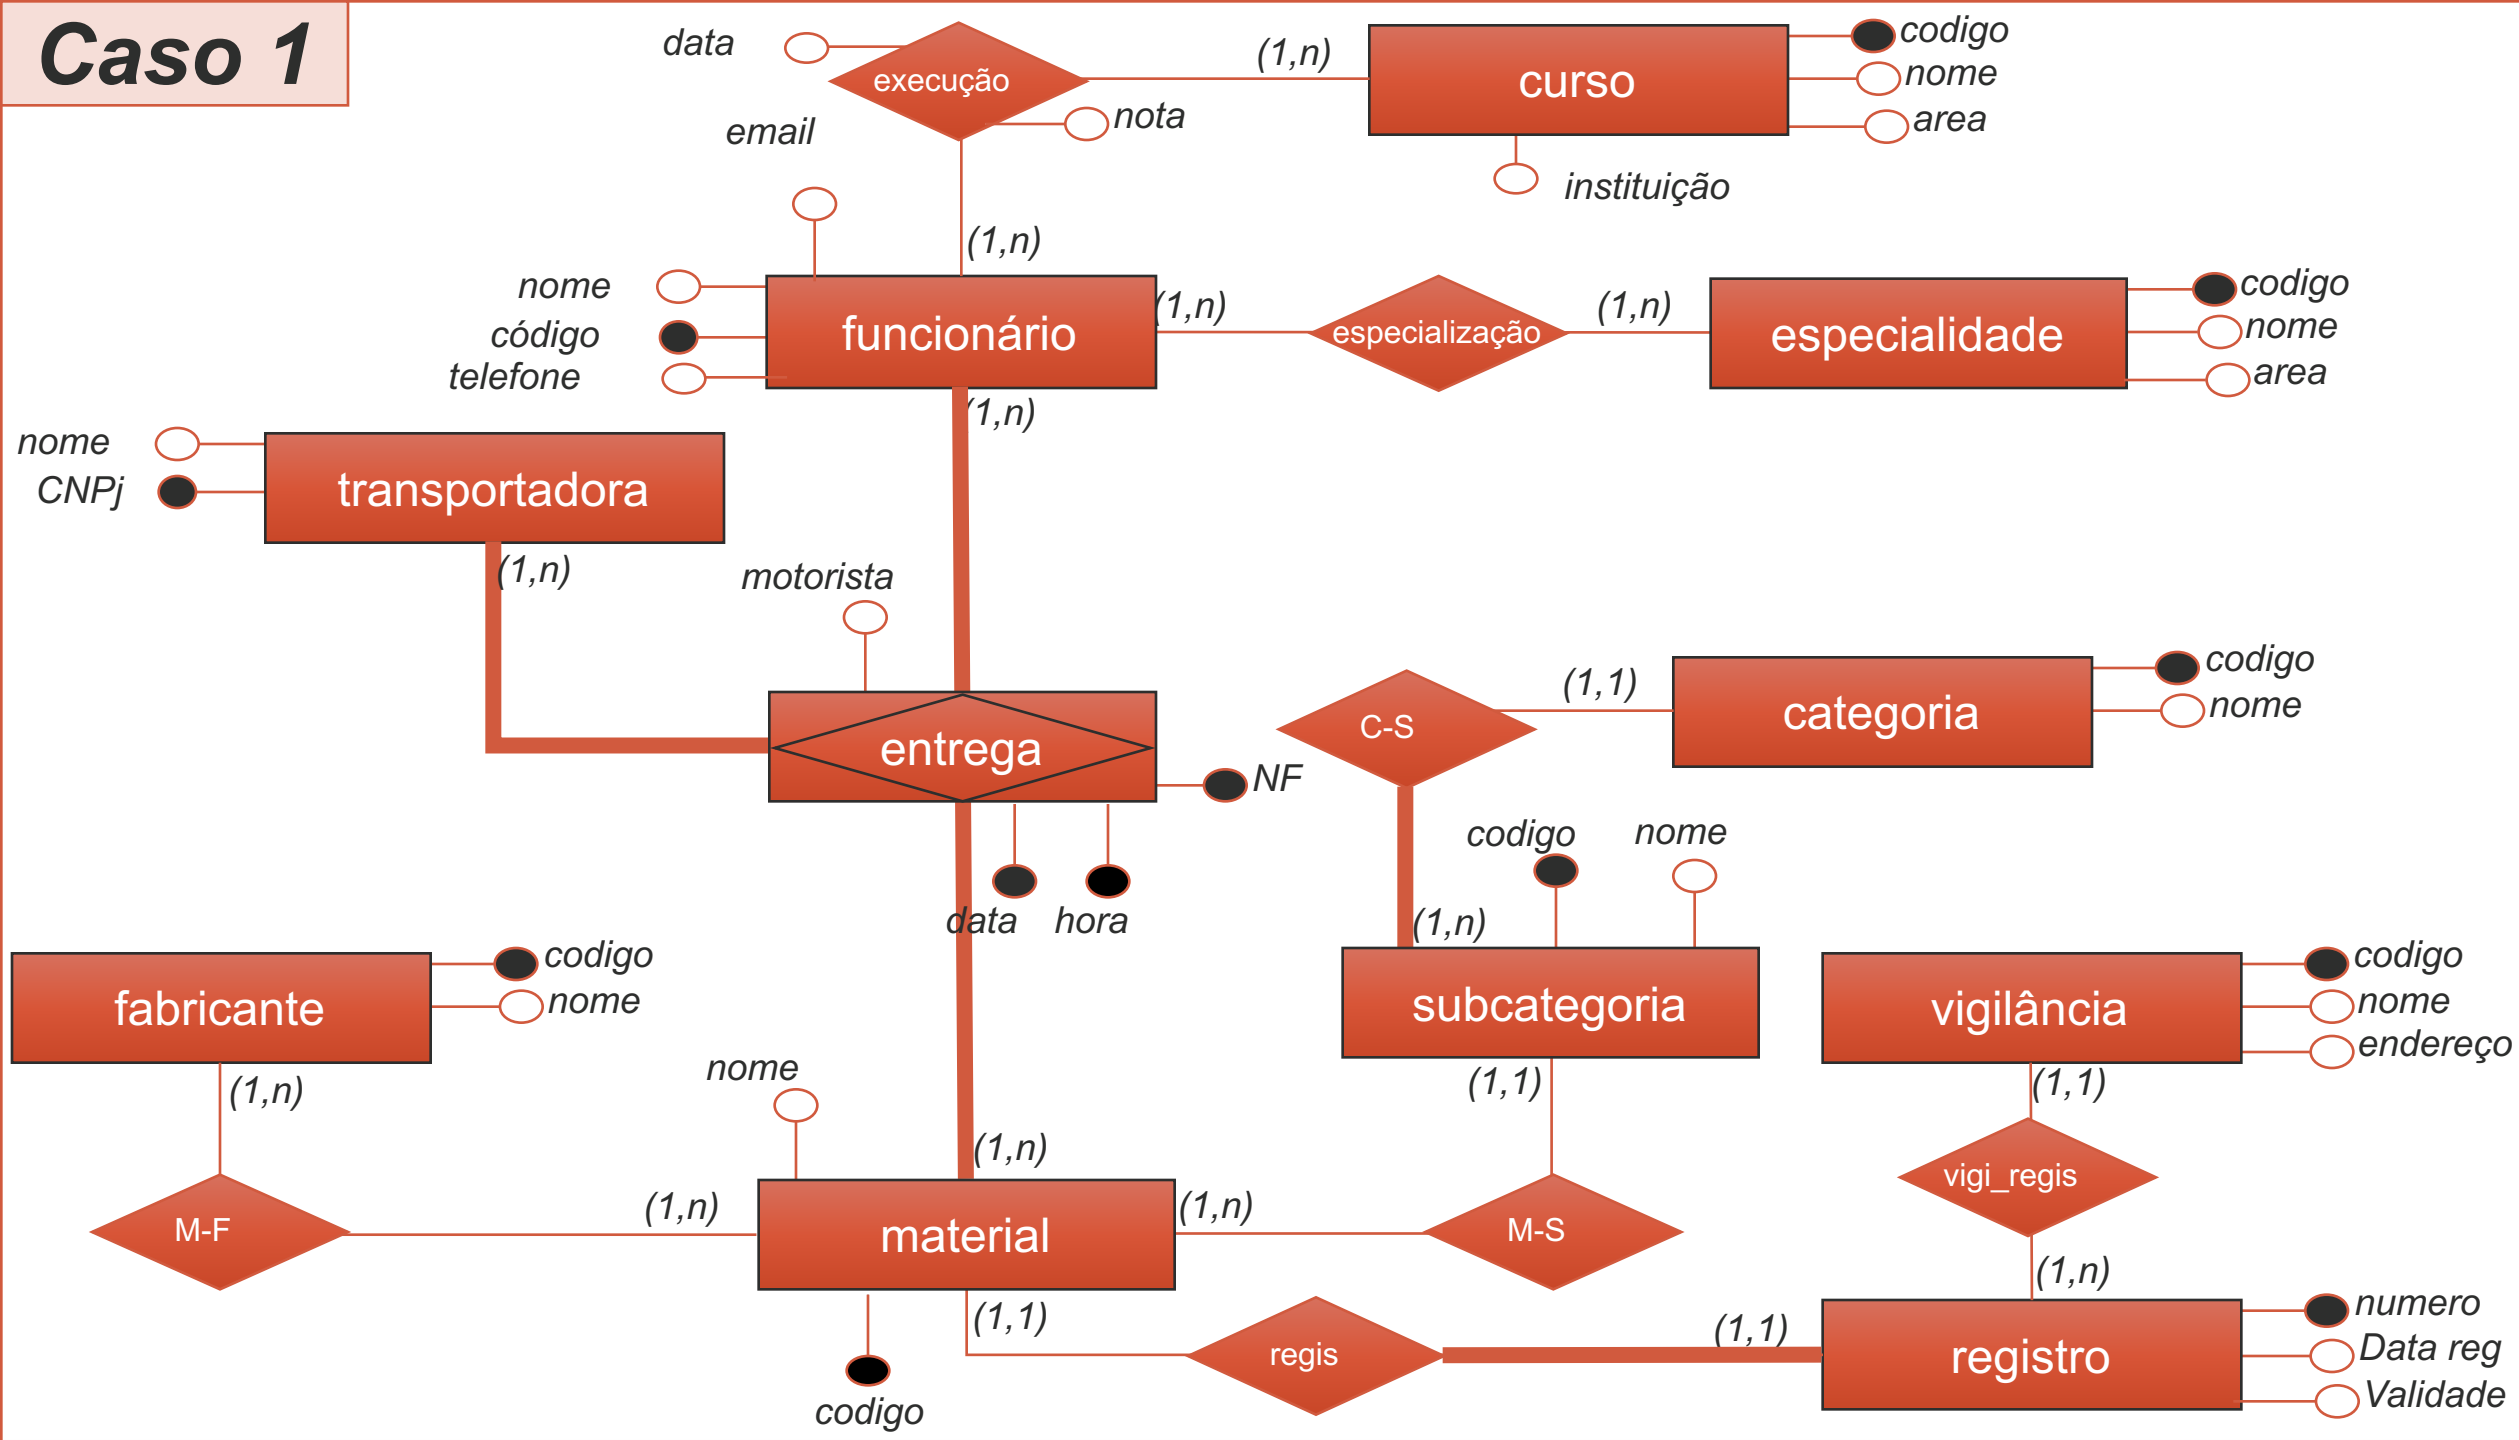 Caso 1
data
execução
(1,n)
curso
codigo
nome
area
email
nota
instituição
(1,n)
nome
código
telefone
funcionário
(1,n)
especialização
(1,n)
especialidade
codigo
nome
area
(1,n)
nome
CNPj
transportadora
(1,n)
motorista
entrega
NF
data
hora
C-S
(1,1)
categoria
codigo
nome
codigo
nome
(1,n)
subcategoria
(1,1)
fabricante
codigo
nome
(1,n)
vigilância
codigo
nome
endereço
(1,1)
nome
(1,n)
M-F
(1,n)
material
(1,n)
M-S
vigi_regis
(1,n)
(1,1)
regis
(1,1)
registro
numero
Data reg
Validade
codigo